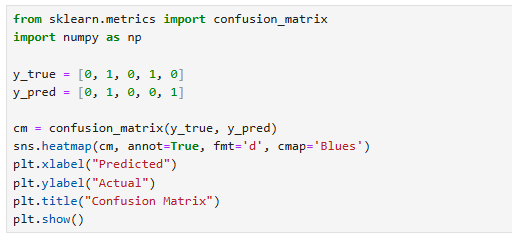 from sklearn.metrics import confusion_matrix
import numpy as np

y_true = [0, 1, 0, 1, 0]
y_pred = [0, 1, 0, 0, 1]

cm = confusion_matrix(y_true, y_pred)
sns.heatmap(cm, annot=True, fmt='d', cmap='Blues')
plt.xlabel("Predicted")
plt.ylabel("Actual")
plt.title("Confusion Matrix")
plt.show()